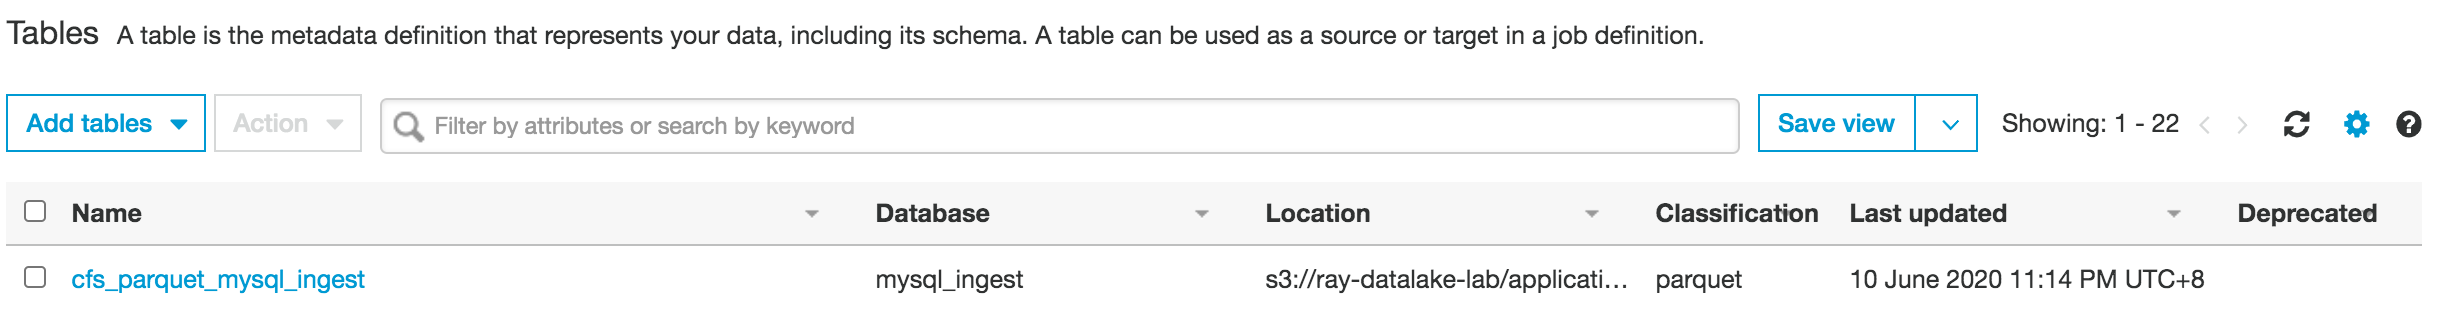 Tables A table is the metadata definition that represents your data, including its schema. A table can be used as a source or target in a job definition.
Add tables Action Filter by attributes or search by keyword Save view Showing: 1 - 22
Name Database Location Classification Last updated Deprecated
cfs_parquet_mysql_ingest mysql_ingest s3://ray-datalake-lab/applicati... parquet 10 June 2020 11:14 PM UTC+8